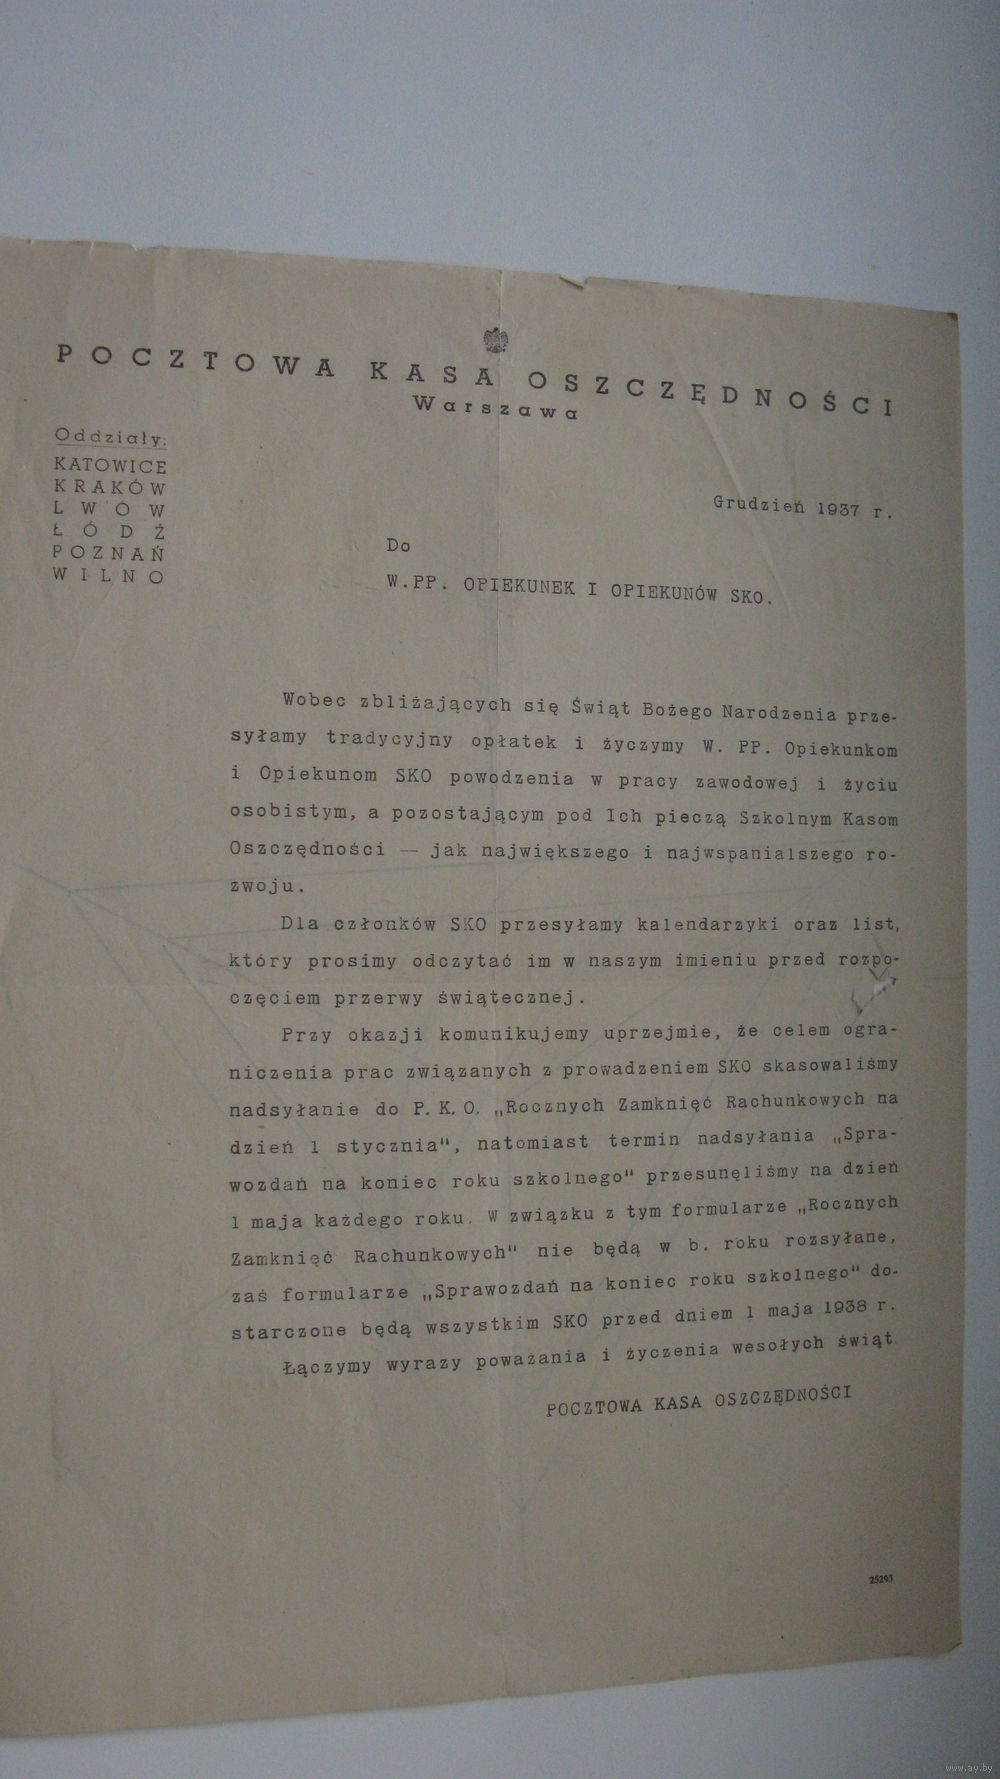 POCZTOWA KASA OSZCZĘDNOŚCI
Warszawa
Oddziały:
KATOWICE
KRAKÓW
LWÓW
ŁÓDŹ
POZNAŃ
WILNO
Grudzień 1937 r.
Do
W.PP. OPIEKUNEK I OPIEKUNÓW SKO.
Wobec zbliżających się Świąt Bożego Narodzenia prze-
syłamy tradycyjny opłatek i życzymy W. PP. Opiekunkom
i Opiekunom SKO powodzenia w pracy zawodowej i życiu
osobistym, a pozostającym pod Ich pieczą Szkolnym Kasom
Oszczędności — jak największego i najwspanialszego ro-
zwoju.
Dla członków SKO przesyłamy kalendarzyki oraz list,
który prosimy odczytać im w naszym imieniu przed rozpo-
częciem przerwy świątecznej.
Przy okazji komunikujemy uprzejmie, że celem ogra-
niczenia prac związanych z prowadzeniem SKO skasowaliśmy
nadsyłanie do P. K. O. „Rocznych Zamknięć Rachunkowych na
dzień 1 stycznia", natomiast termin nadsyłania „Spra-
wozdań na koniec roku szkolnego" przesunęliśmy na dzień
1 maja każdego roku. W związku z tym formularze „Rocznych
Zamknięć Rachunkowych" nie będą w b. roku rozsyłane,
zaś formularze „Sprawozdań na koniec roku szkolnego" do-
starczone będą wszystkim SKO przed dniem 1 maja 1938 r.
Łączymy wyrazy poważania i życzenia wesołych świąt.
POCZTOWA KASA OSZCZĘDNOŚCI
25293
www.ay.by